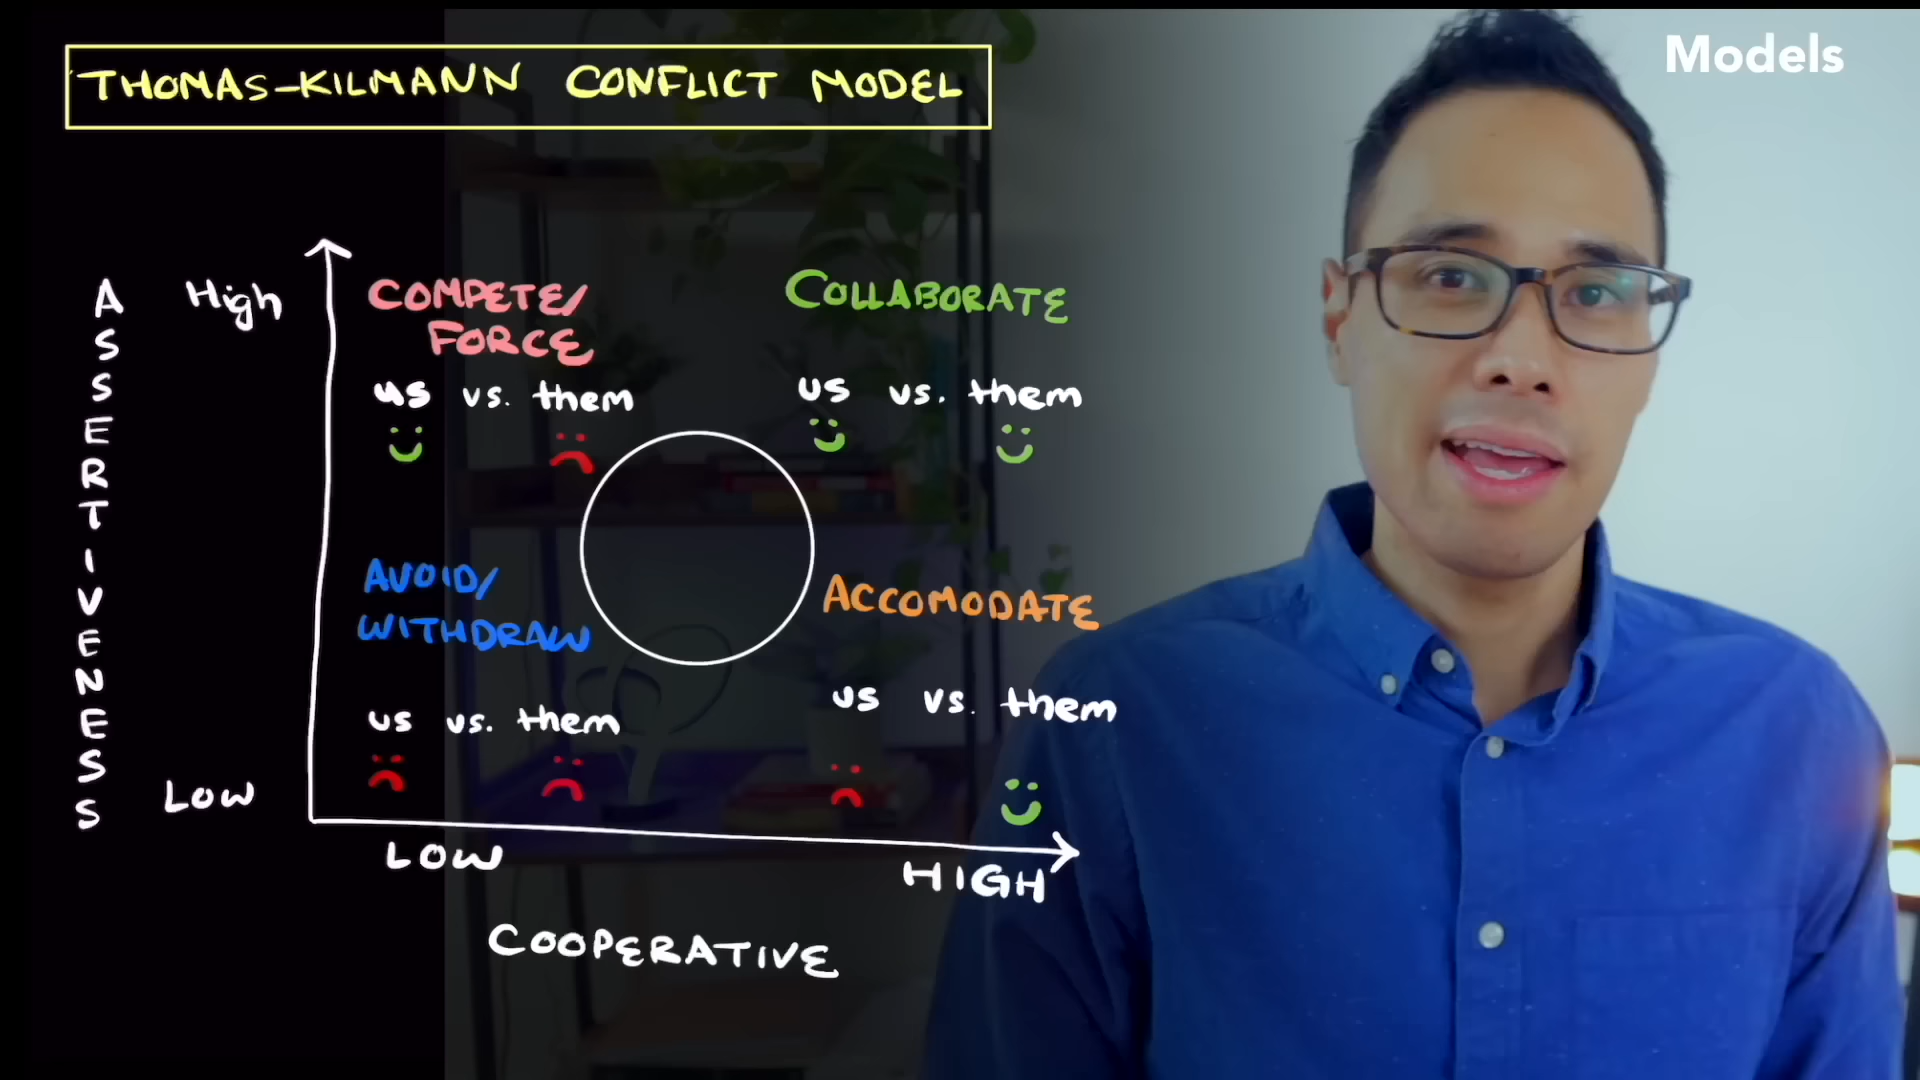 Models
THOMAS-KILMANN CONFLICT MODEL
ASSERTIVENESS
High
COMPETE/
FORCE
us vs. them
COLLABORATE
us vs. them
AVOID/
WITHDRAW
us vs. them
ACCOMODATE
us vs. them
Low
LOW
HIGH
COOPERATIVE